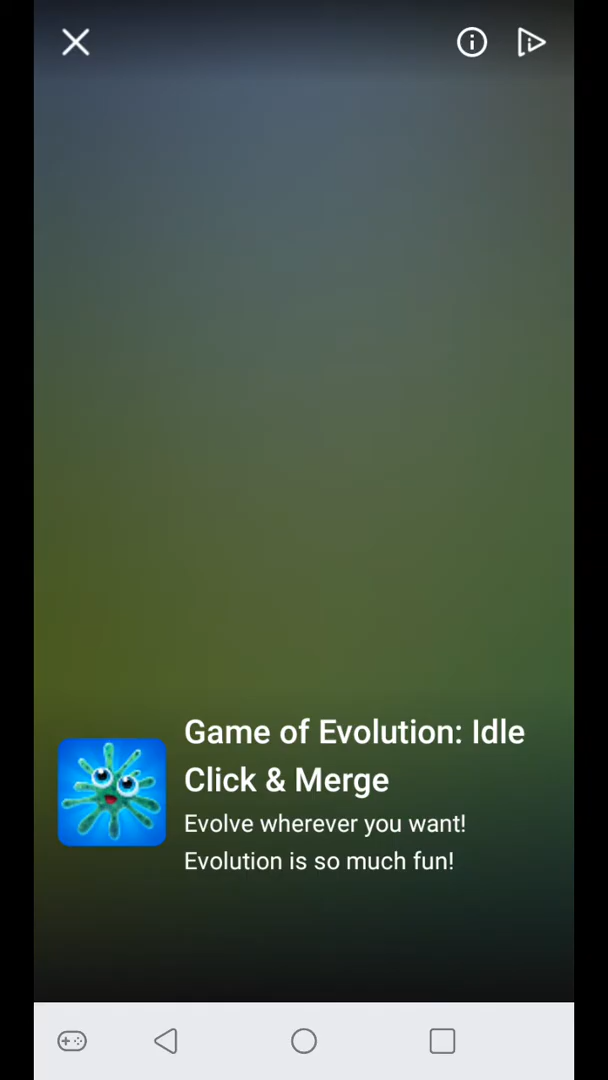 Game of Evolution: Idle
Click & Merge
Evolve wherever you want!
Evolution is so much fun!